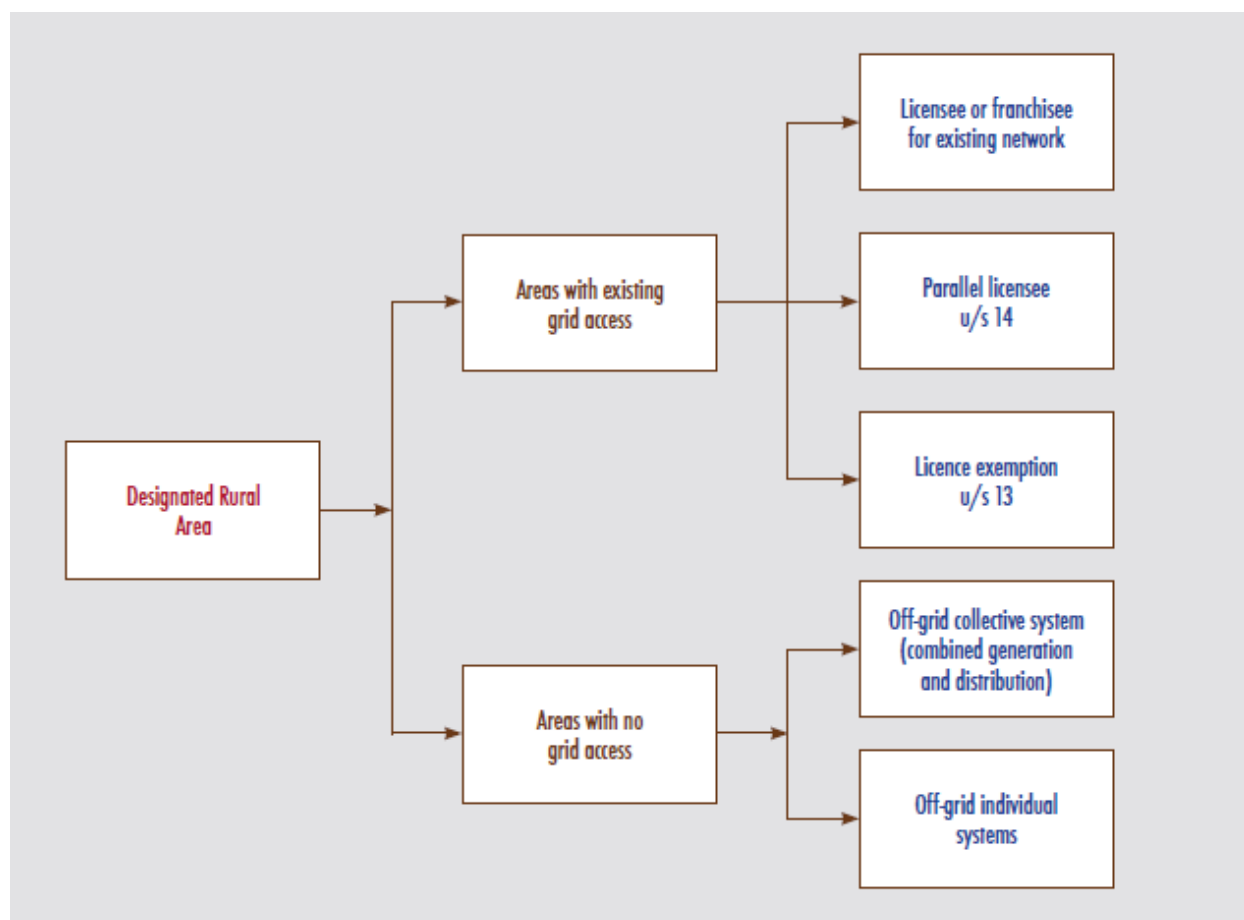 Licensee or franchisee
for existing network
Areas with existing
grid access
Parallel licensee
u/s 14
Designated Rural
Area
Licence exemption
u/s 13
Off-grid collective system
(combined generation
and distribution)
Areas with no
grid access
Off-grid individual
systems